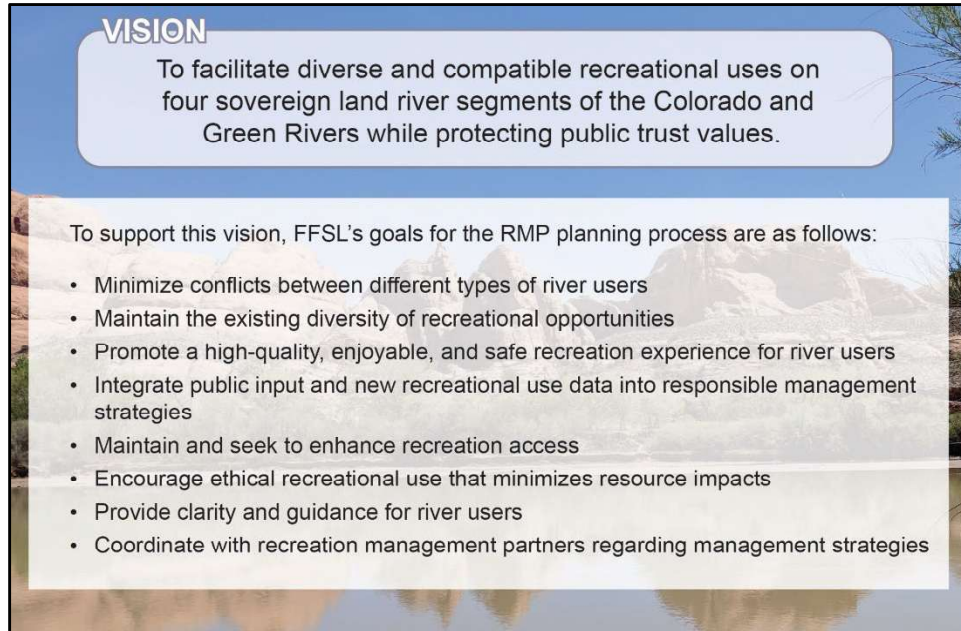 VISION
To facilitate diverse and compatible recreational uses on
four sovereign land river segments of the Colorado and
Green Rivers while protecting public trust values.
To support this vision, FFSL's goals for the RMP planning process are as follows:
• Minimize conflicts between different types of river users
• Maintain the existing diversity of recreational opportunities
• Promote a high-quality, enjoyable, and safe recreation experience for river users
• Integrate public input and new recreational use data into responsible management
strategies
• Maintain and seek to enhance recreation access
• Encourage ethical recreational use that minimizes resource impacts
• Provide clarity and guidance for river users
• Coordinate with recreation management partners regarding management strategies